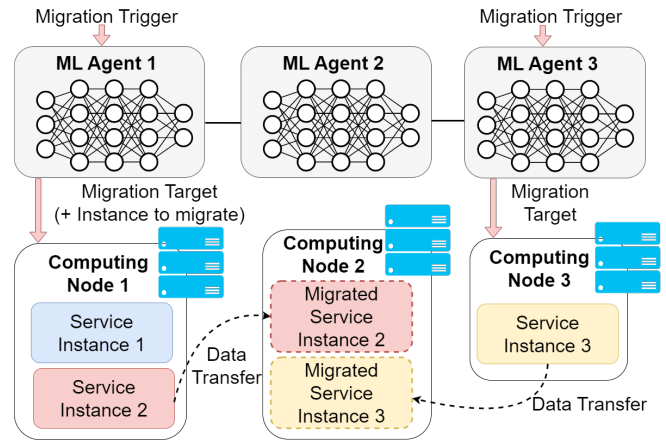 Migration Trigger
Migration Trigger
ML Agent 1
ML Agent 2
ML Agent 3
Migration Target
(+ Instance to migrate)
Migration
Target
Computing
Node 1
Service
Instance 1
Service
Instance 2
Data
Transfer
Computing
Node 2
Migrated
Service
Instance 2
Migrated
Service
Instance 3
Computing
Node 3
Service
Instance 3
Data Transfer